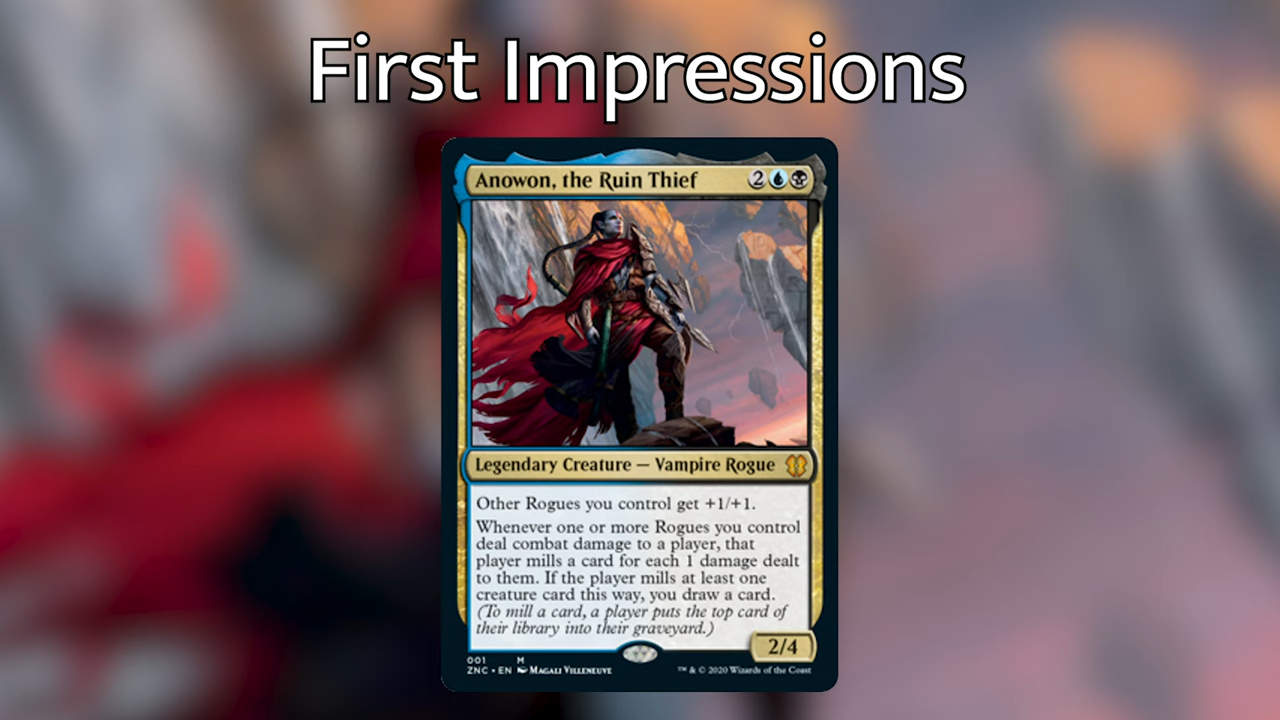 First Impressions
Anowon, the Ruin Thief 2
Legendary Creature — Vampire Rogue
Other Rogues you control get +1/+1.
Whenever one or more Rogues you control
deal combat damage to a player, that
player mills a card for each 1 damage dealt
to them. If the player mills at least one
creature card this way, you draw a card.
(To mill a card, a player puts the top card of
their library into their graveyard.)
2/4
001 M
ZNC • EN Magali Villeneuve ™ & © 2020 Wizards of the Coast